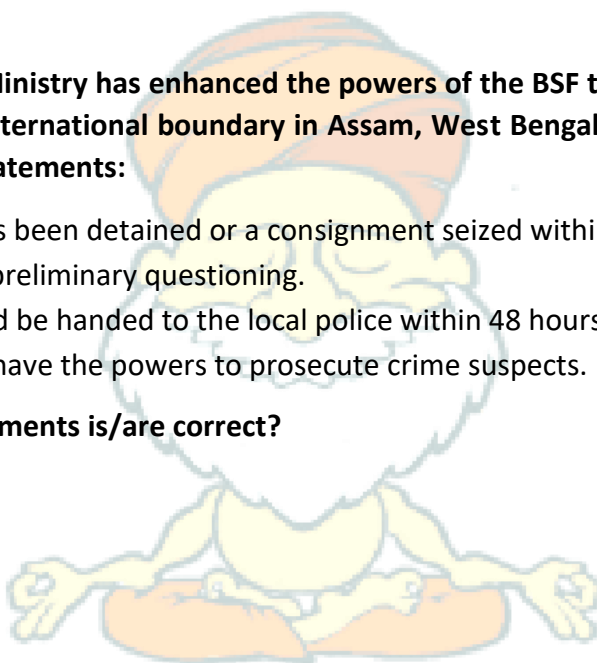 inistry has enhanced the powers of the BSF t
ternational boundary in Assam, West Bengal
atements:
s been detained or a consignment seized withi
preliminary questioning.
d be handed to the local police within 48 hours
have the powers to prosecute crime suspects.
ments is/are correct?